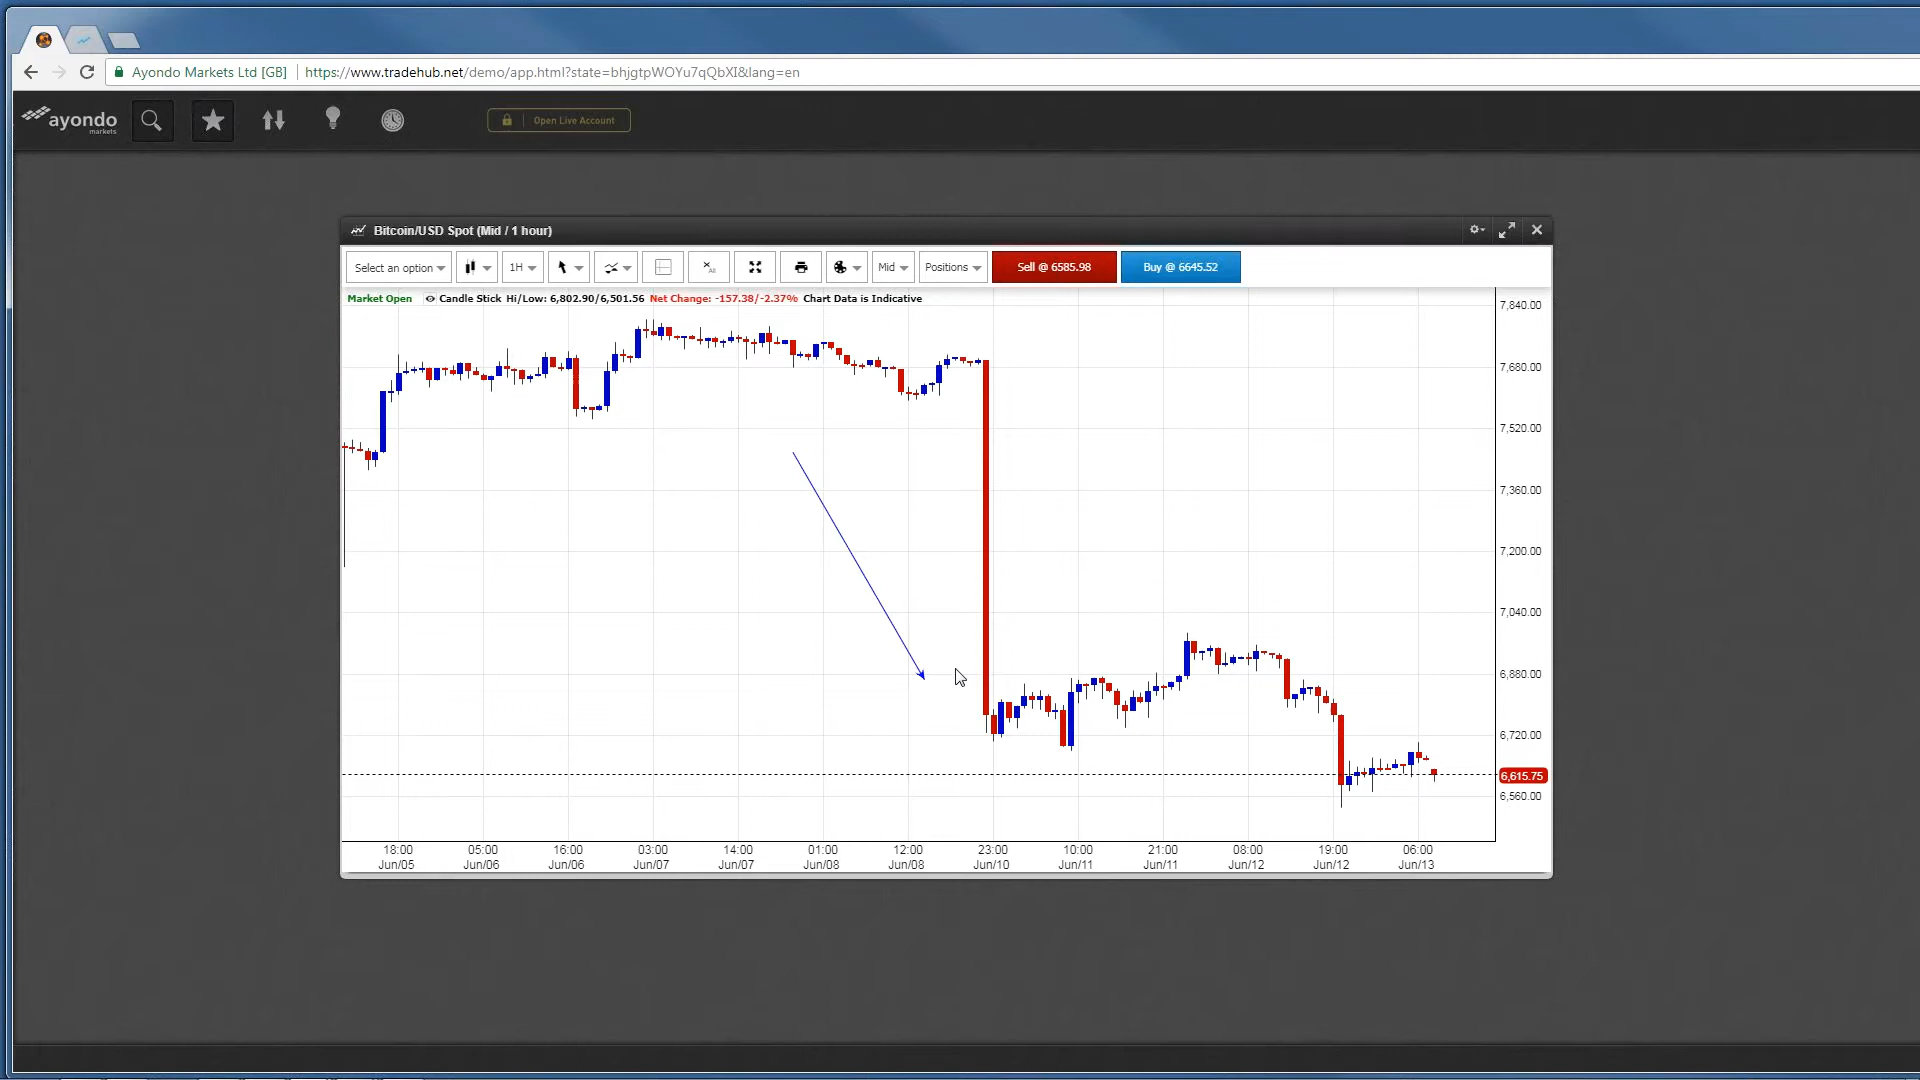 Ayondo Markets Ltd [GB] https://www.tradehub.net/demo/app.html?state=bhjgtpWOYu7qQbXI&lang=en
ayondo
markets
Open Live Account
Bitcoin/USD Spot (Mid / 1 hour)
Select an option 1H All Mid Positions Sell @ 6585.98 Buy @ 6645.52
Market Open Candle Stick Hi/Low: 6,802.90/6,501.56 Net Change: -157.38/-2.37% Chart Data is Indicative
7,840.00
7,680.00
7,520.00
7,360.00
7,200.00
7,040.00
6,880.00
6,720.00
6,615.75
6,560.00
18:00 05:00 16:00 03:00 14:00 01:00 12:00 23:00 10:00 21:00 08:00 19:00 06:00
Jun/05 Jun/06 Jun/06 Jun/07 Jun/07 Jun/08 Jun/08 Jun/10 Jun/11 Jun/11 Jun/12 Jun/12 Jun/13